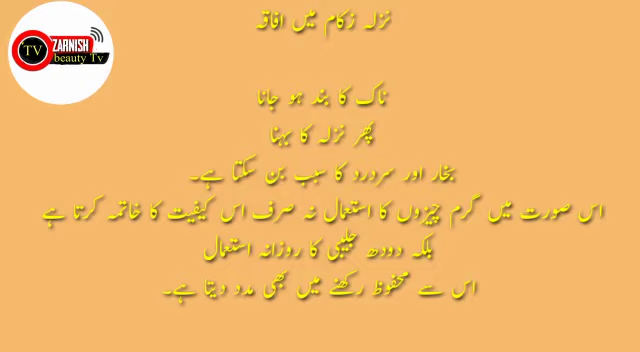 TV ZARNISH
beauty Tv
نزلہ زکام میں افاقہ
ناک کا بند ہو جانا
پھر نزلہ کا بہنا
بخار اور سردرد کا سبب بن سکتا ہے۔
اس صورت میں گرم چیزوں کا استعمال نہ صرف اس کیفیت کا خاتمہ کرتا ہے
بلکہ دودھ جلیبی کا روزانہ استعمال
اس سے محفوظ رکھنے میں بھی مدد دیتا ہے۔